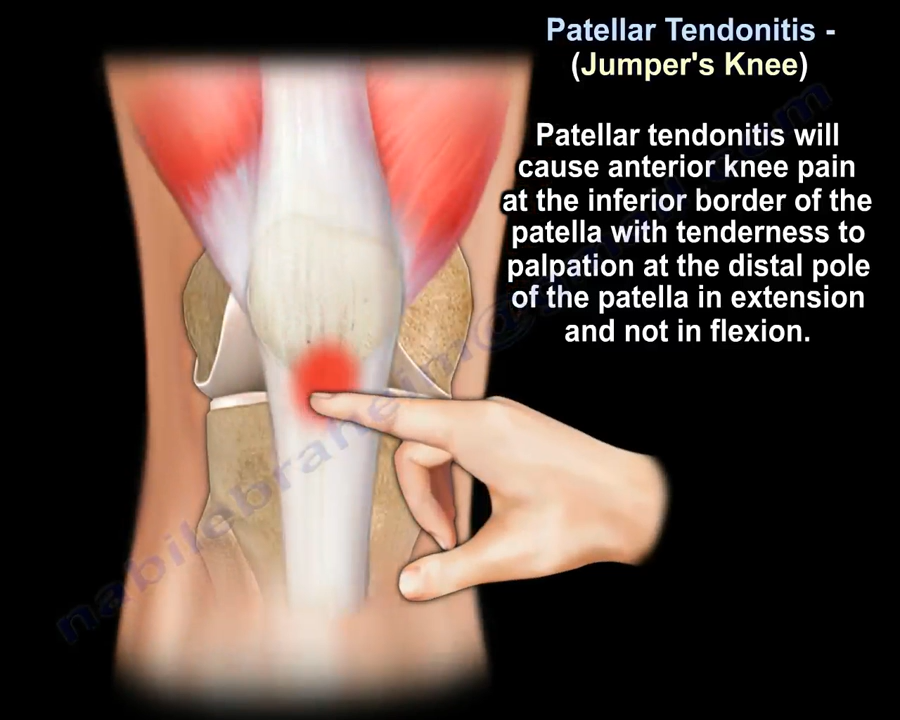 Patellar Tendonitis -
(Jumper's Knee)
Patellar tendonitis will
cause anterior knee pain
at the inferior border of the
patella with tenderness to
palpation at the distal pole
of the patella in extension
and not in flexion.